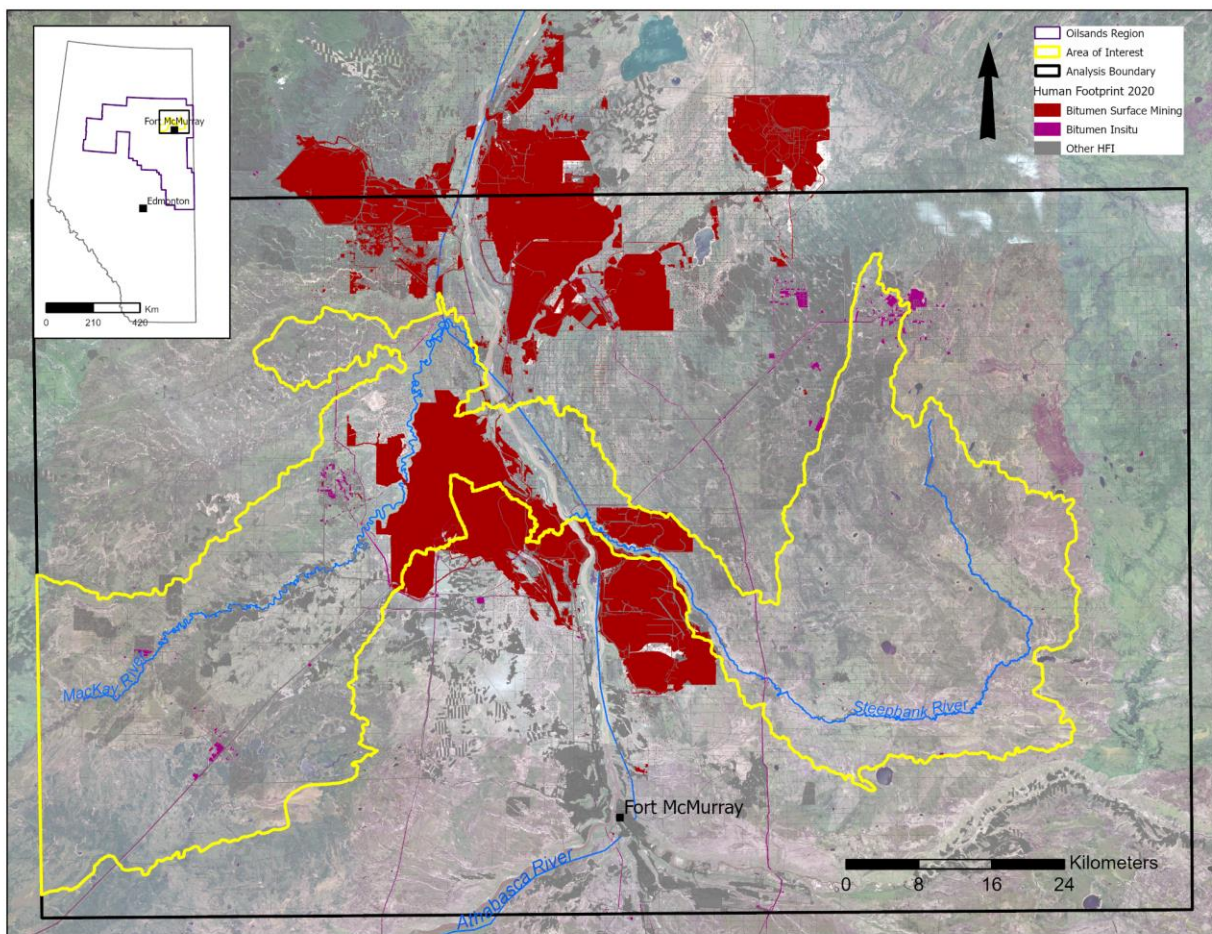 Fort McMurray
Edmonton
Km
0 210 420
Oilsands Region
Area of Interest
Analysis Boundary
Human Footprint 2020
Bitumen Surface Mining
Bitumen Insitu
Other HFI
MacKay River
Steepbank River
Fort McMurray
Athabasca River
Kilometers
0 8 16 24